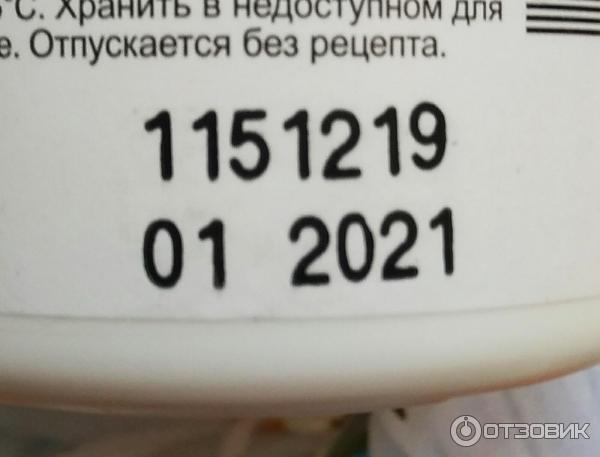 °С. Хранить в недоступном для
е. Отпускается без рецепта.
1151219
01 2021
ОТЗОВИК